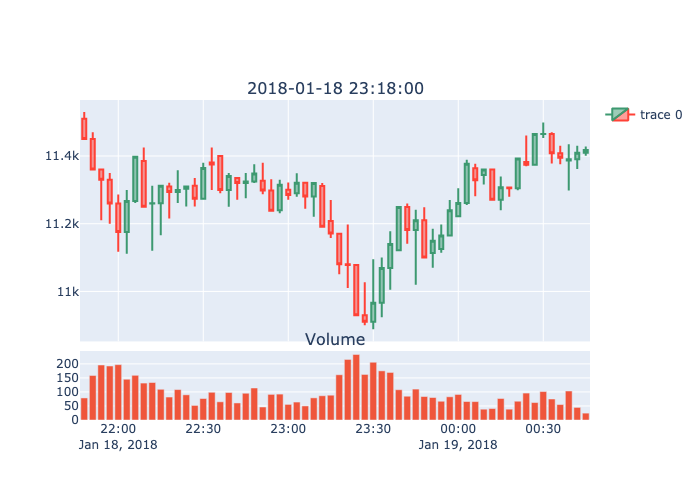 2018-01-18 23:18:00
trace 0
11.4k
11.2k
11k
Volume
200
150
100
50
0
22:00 22:30 23:00 23:30 00:00 00:30
Jan 18, 2018 Jan 19, 2018